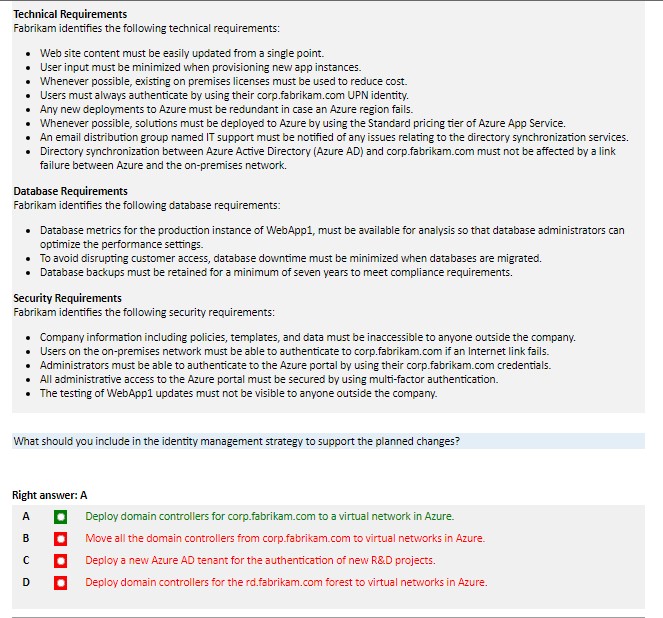 Technical Requirements
Fabrikam identifies the following technical requirements:
• Web site content must be easily updated from a single point.
• User input must be minimized when provisioning new app instances.
• Whenever possible, existing on premises licenses must be used to reduce cost.
• Users must always authenticate by using their corp.fabrikam.com UPN identity.
• Any new deployments to Azure must be redundant in case an Azure region fails.
• Whenever possible, solutions must be deployed to Azure by using the Standard pricing tier of Azure App Service.
• An email distribution group named IT support must be notified of any issues relating to the directory synchronization services.
• Directory synchronization between Azure Active Directory (Azure AD) and corp.fabrikam.com must not be affected by a link
failure between Azure and the on-premises network.
Database Requirements
Fabrikam identifies the following database requirements:
• Database metrics for the production instance of WebApp1, must be available for analysis so that database administrators can
optimize the performance settings.
• To avoid disrupting customer access, database downtime must be minimized when databases are migrated.
• Database backups must be retained for a minimum of seven years to meet compliance requirements.
Security Requirements
Fabrikam identifies the following security requirements:
• Company information including policies, templates, and data must be inaccessible to anyone outside the company.
• Users on the on-premises network must be able to authenticate to corp.fabrikam.com if an Internet link fails.
• Administrators must be able to authenticate to the Azure portal by using their corp.fabrikam.com credentials.
• All administrative access to the Azure portal must be secured by using multi-factor authentication.
• The testing of WebApp1 updates must not be visible to anyone outside the company.
What should you include in the identity management strategy to support the planned changes?
Right answer: A
A Deploy domain controllers for corp.fabrikam.com to a virtual network in Azure.
B Move all the domain controllers from corp.fabrikam.com to virtual networks in Azure.
C Deploy a new Azure AD tenant for the authentication of new R&D projects.
D Deploy domain controllers for the rd.fabrikam.com forest to virtual networks in Azure.